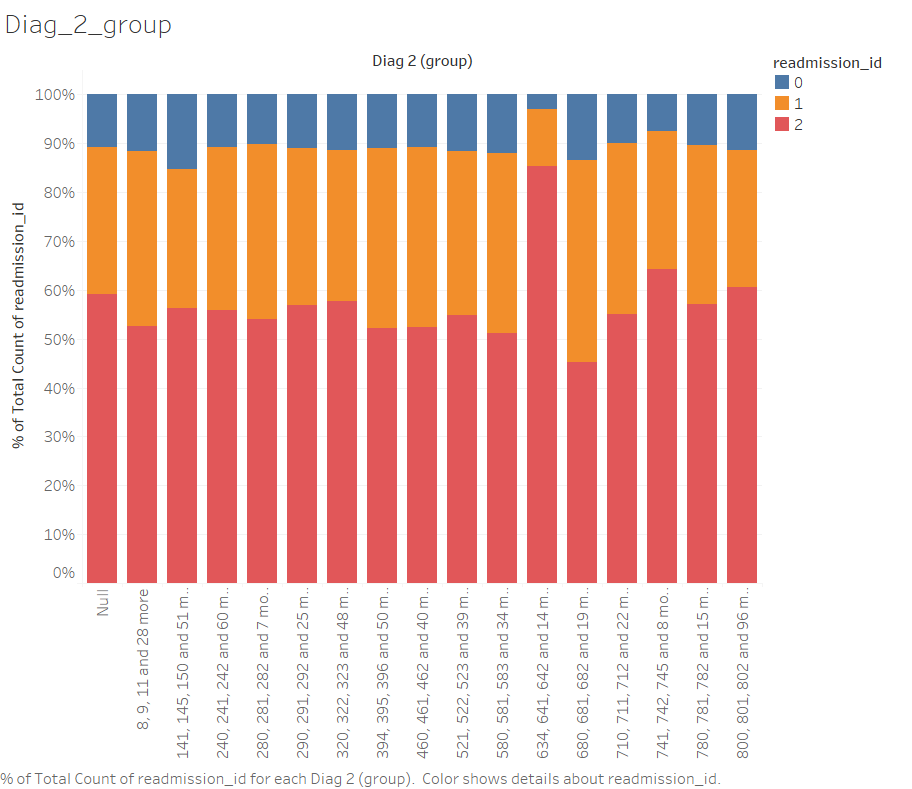 Diag_2_group
Diag 2 (group)
readmission_id
0
1
2
% of Total Count of readmission_id
100%
90%
80%
70%
60%
50%
40%
30%
20%
10%
0%
Null
8, 9, 11 and 28 more
141, 145, 150 and 51 m..
240, 241, 242 and 60 m..
280, 281, 282 and 7 mo..
290, 291, 292 and 25 m..
320, 322, 323 and 48 m..
394, 395, 396 and 50 m..
460, 461, 462 and 40 m..
521, 522, 523 and 39 m..
580, 581, 583 and 34 m..
634, 641, 642 and 14 m..
680, 681, 682 and 19 m..
710, 711, 712 and 22 m..
741, 742, 745 and 8 mo..
780, 781, 782 and 15 m..
800, 801, 802 and 96 m..
% of Total Count of readmission_id for each Diag 2 (group).  Color shows details about readmission_id.